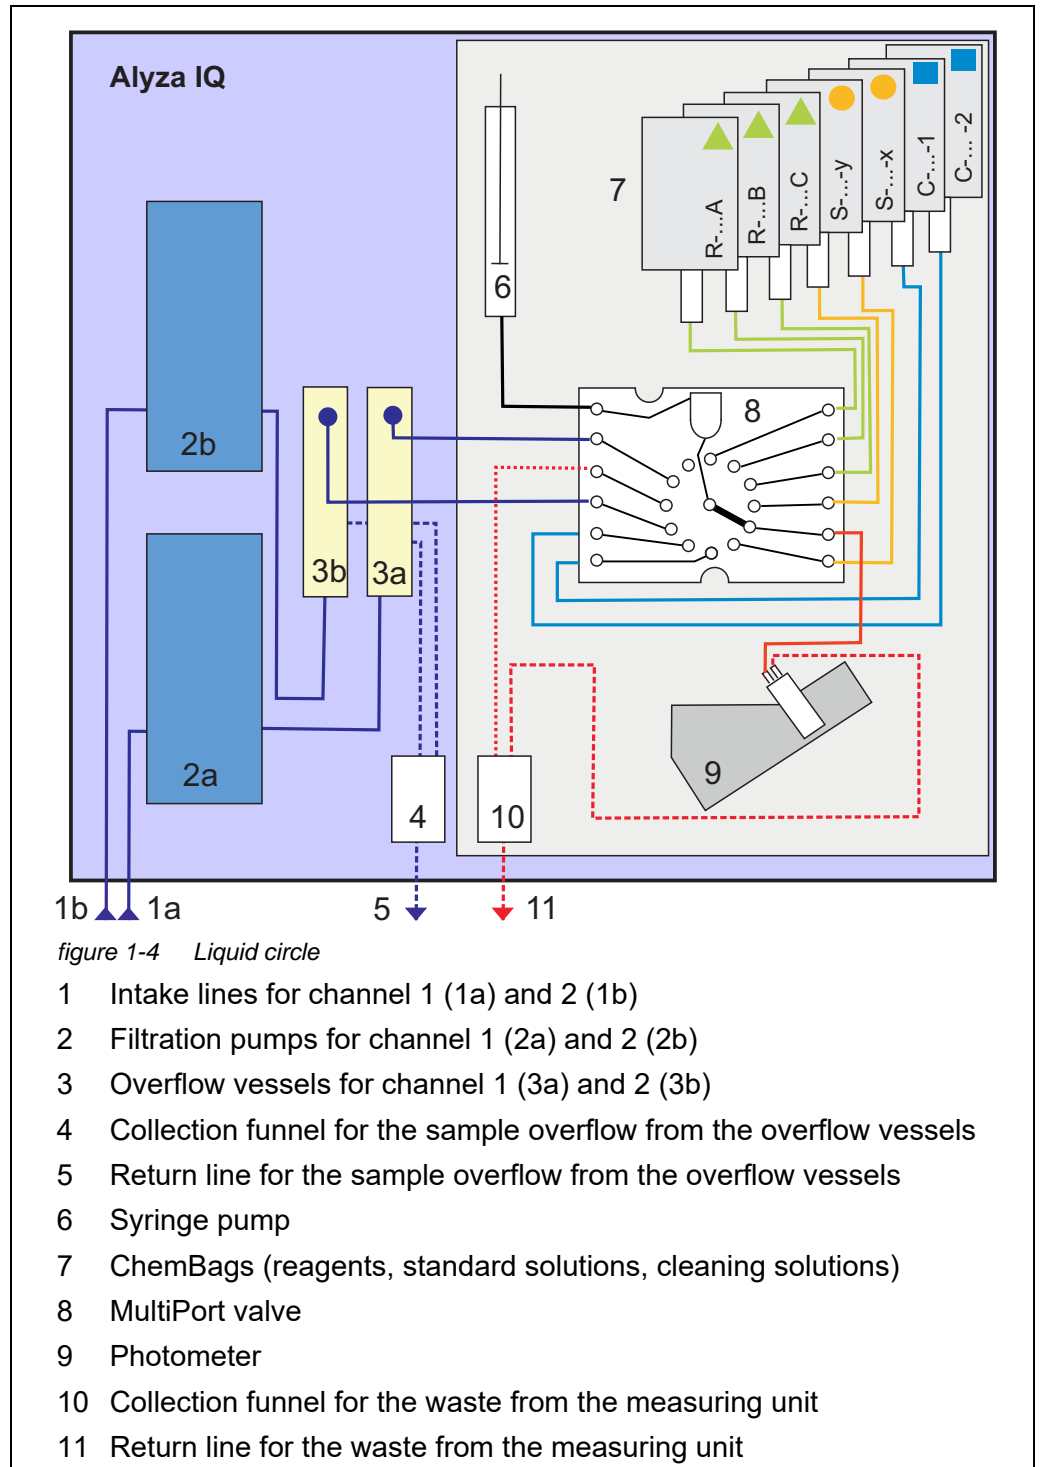 Alyza IQ
7
R-...A
R-...B
R-...C
S-...-y
S-...-x
C-...-1
C-... -2
6
2b
8
3b
3a
2a
9
4
10
1b
1a
5
11
figure 1-4 Liquid circle
1 Intake lines for channel 1 (1a) and 2 (1b)
2 Filtration pumps for channel 1 (2a) and 2 (2b)
3 Overflow vessels for channel 1 (3a) and 2 (3b)
4 Collection funnel for the sample overflow from the overflow vessels
5 Return line for the sample overflow from the overflow vessels
6 Syringe pump
7 ChemBags (reagents, standard solutions, cleaning solutions)
8 MultiPort valve
9 Photometer
10 Collection funnel for the waste from the measuring unit
11 Return line for the waste from the measuring unit